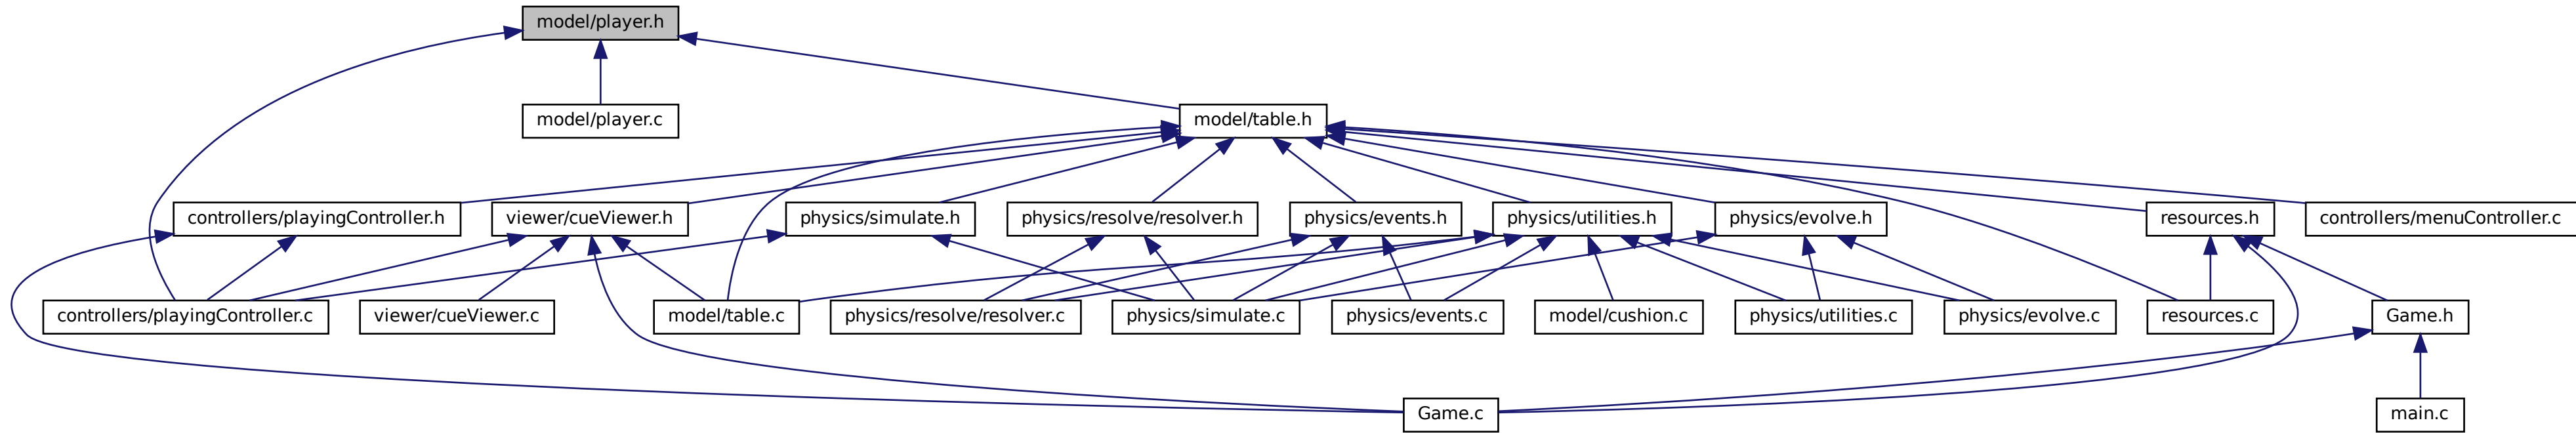 model/player.h
model/player.c
model/table.h
controllers/playingController.h
viewer/cueViewer.h
physics/simulate.h
physics/resolve/resolver.h
physics/events.h
physics/utilities.h
physics/evolve.h
resources.h
controllers/menuController.c
controllers/playingController.c
viewer/cueViewer.c
model/table.c
physics/resolve/resolver.c
physics/simulate.c
physics/events.c
model/cushion.c
physics/utilities.c
physics/evolve.c
resources.c
Game.h
Game.c
main.c